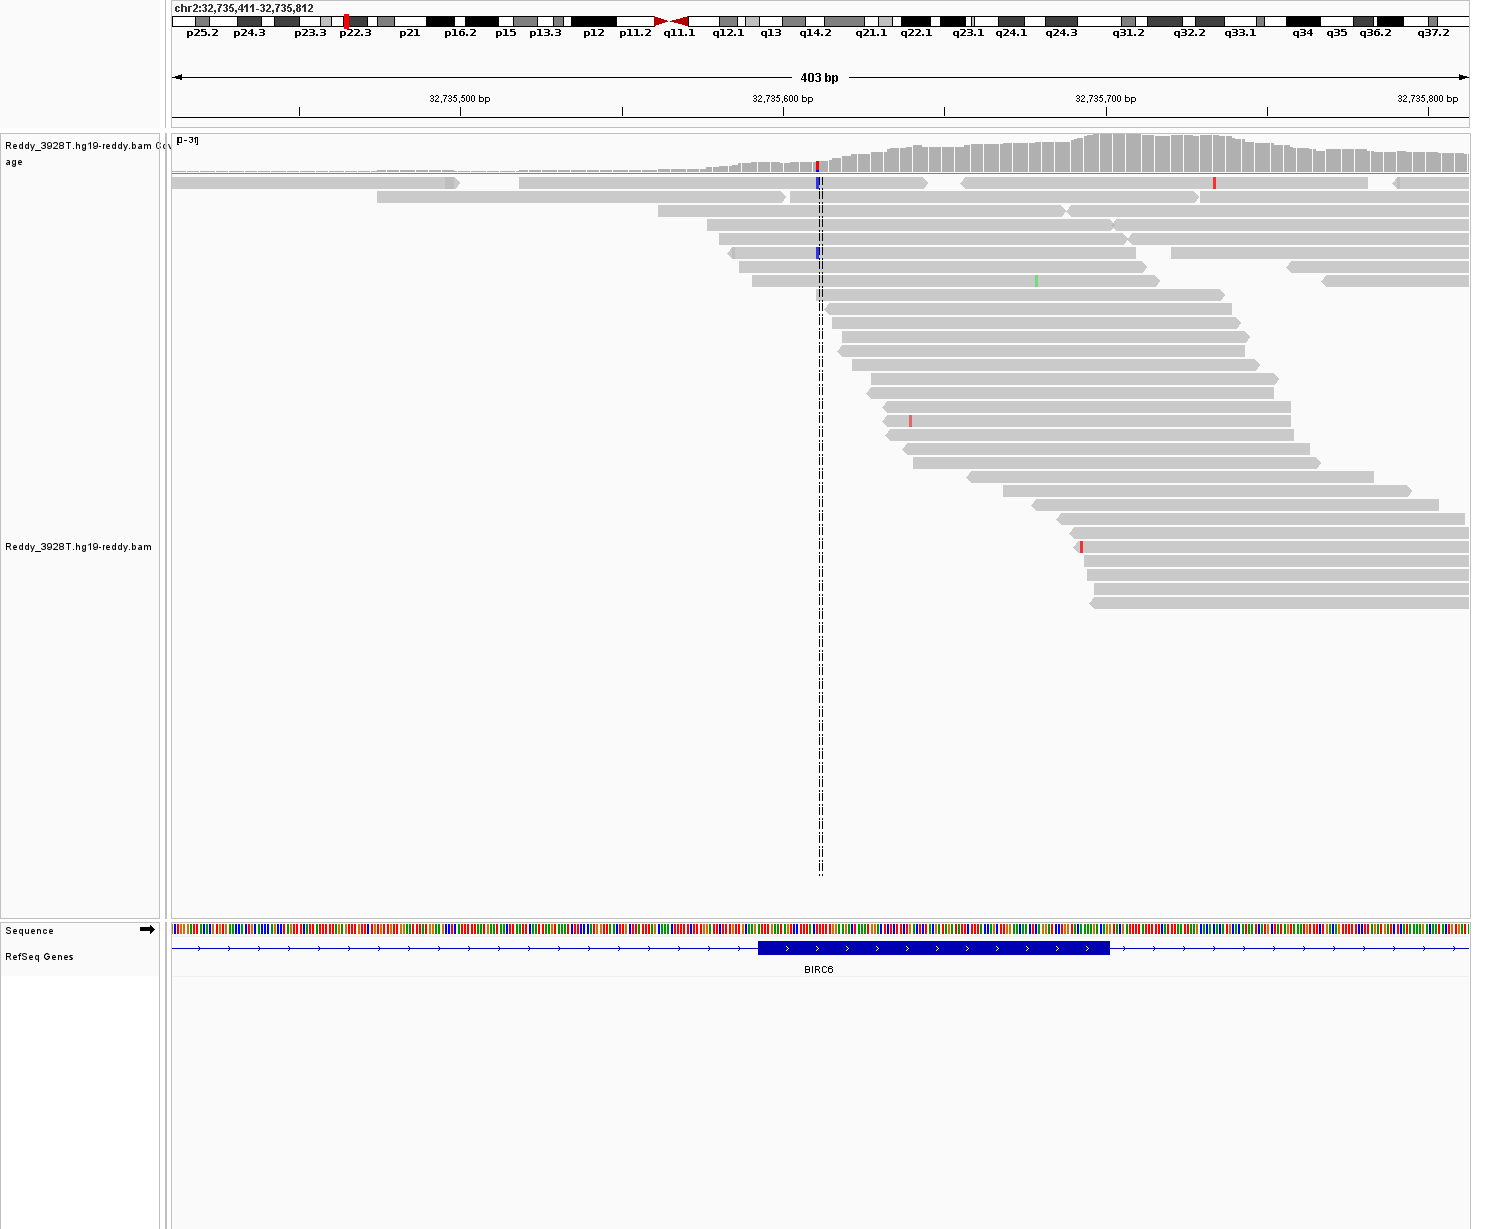 chr2:32,735,411-32,735,812
p25.2 p24.3 p23.3 p22.3 p21 p16.2 p15 p13.3 p12 p11.2 q11.1 q12.1 q13 q14.2 q21.1 q22.1 q23.1 q24.1 q24.3 q31.2 q32.2 q33.1 q34 q35 q36.2 q37.2
403 bp
32,735,500 bp 32,735,600 bp 32,735,700 bp 32,735,800 bp
[0-31]
Reddy_3928T.hg19-reddy.bam Cov
age
Reddy_3928T.hg19-reddy.bam
Sequence
RefSeq Genes
BIRC6